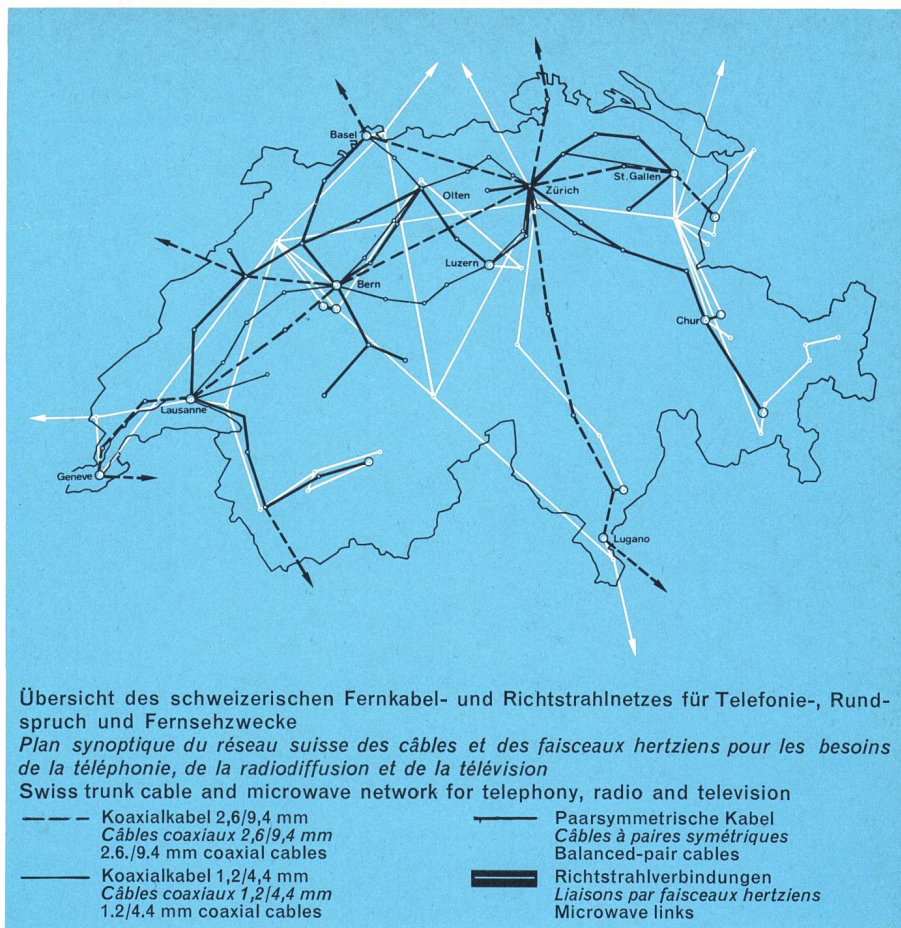 Basel
Olten
Zürich
St.Gallen
Luzern
Bern
Chur
Lausanne
Geneve
Lugano
Übersicht des schweizerischen Fernkabel- und Richtstrahlnetzes für Telefonie-, Rund-
spruch und Fernsehzwecke
Plan synoptique du réseau suisse des câbles et des faisceaux hertziens pour les besoins
de la téléphonie, de la radiodiffusion et de la télévision
Swiss trunk cable and microwave network for telephony, radio and television
Koaxialkabel 2,6/9,4 mm
Câbles coaxiaux 2,6/9,4 mm
2.6./9.4 mm coaxial cables
Koaxialkabel 1,2/4,4 mm
Câbles coaxiaux 1,2/4,4 mm
1.2/4.4 mm coaxial cables
Paarsymmetrische Kabel
Câbles à paires symétriques
Balanced-pair cables
Richtstrahlverbindungen
Liaisons par faisceaux hertziens
Microwave links